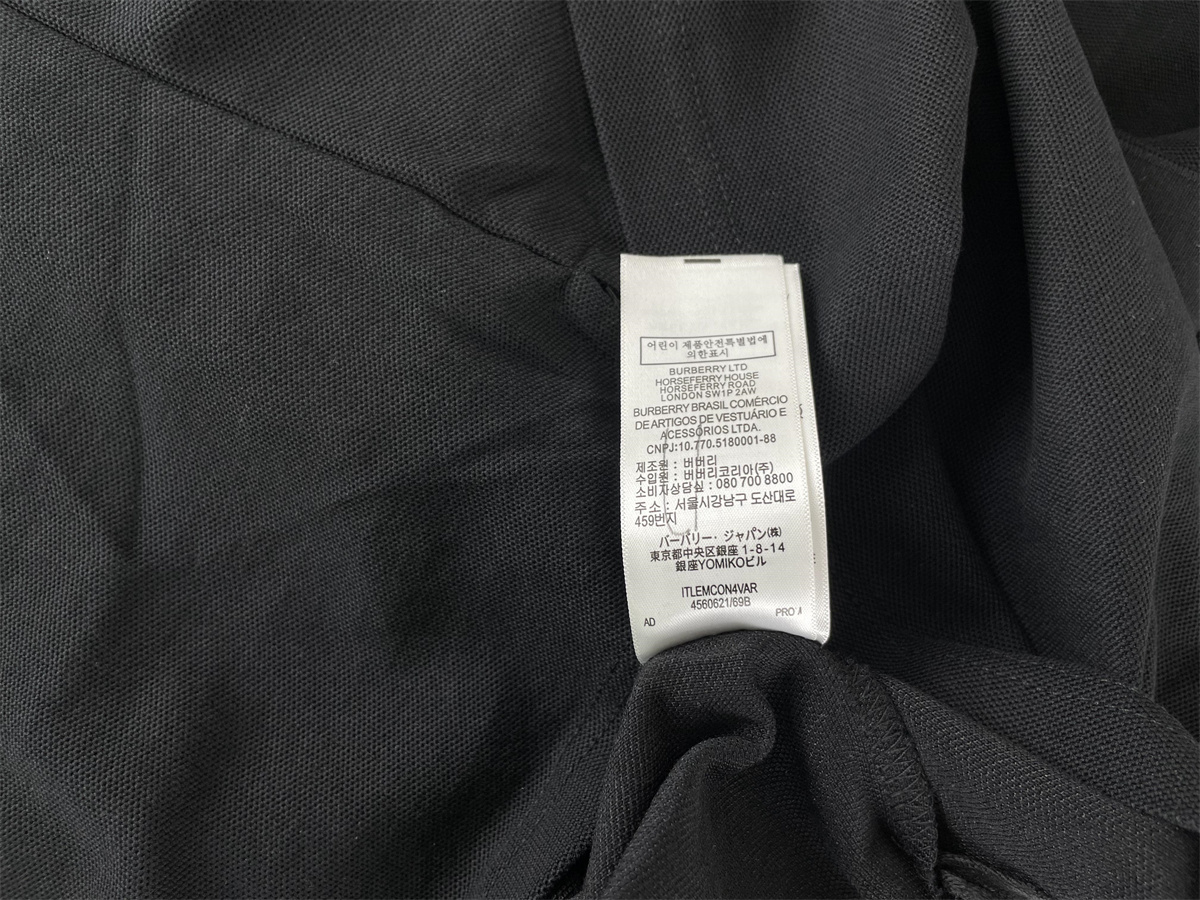 어린이 제품안전특별법에
의한표시
BURBERRY LTD
HORSEFERRY HOUSE
HORSEFERRY ROAD
LONDON SW1P 2AW
BURBERRY BRASIL COMÉRCIO
DE ARTIGOS DE VESTUÁRIO E
ACESSÓRIOS LTDA.
CNPJ:10.770.5180001-88
제조원 : 버버리
수입원 : 버버리코리아(주)
소비자상담실 : 080 700 8800
주 소 : 서울시강남구 도산대로
459번지
バーバリー・ジャパン(株)
東京都中央区銀座 1-8-14
銀座YOMIKOビル
ITLEMCON4VAR
4560621/69B
AD PRO